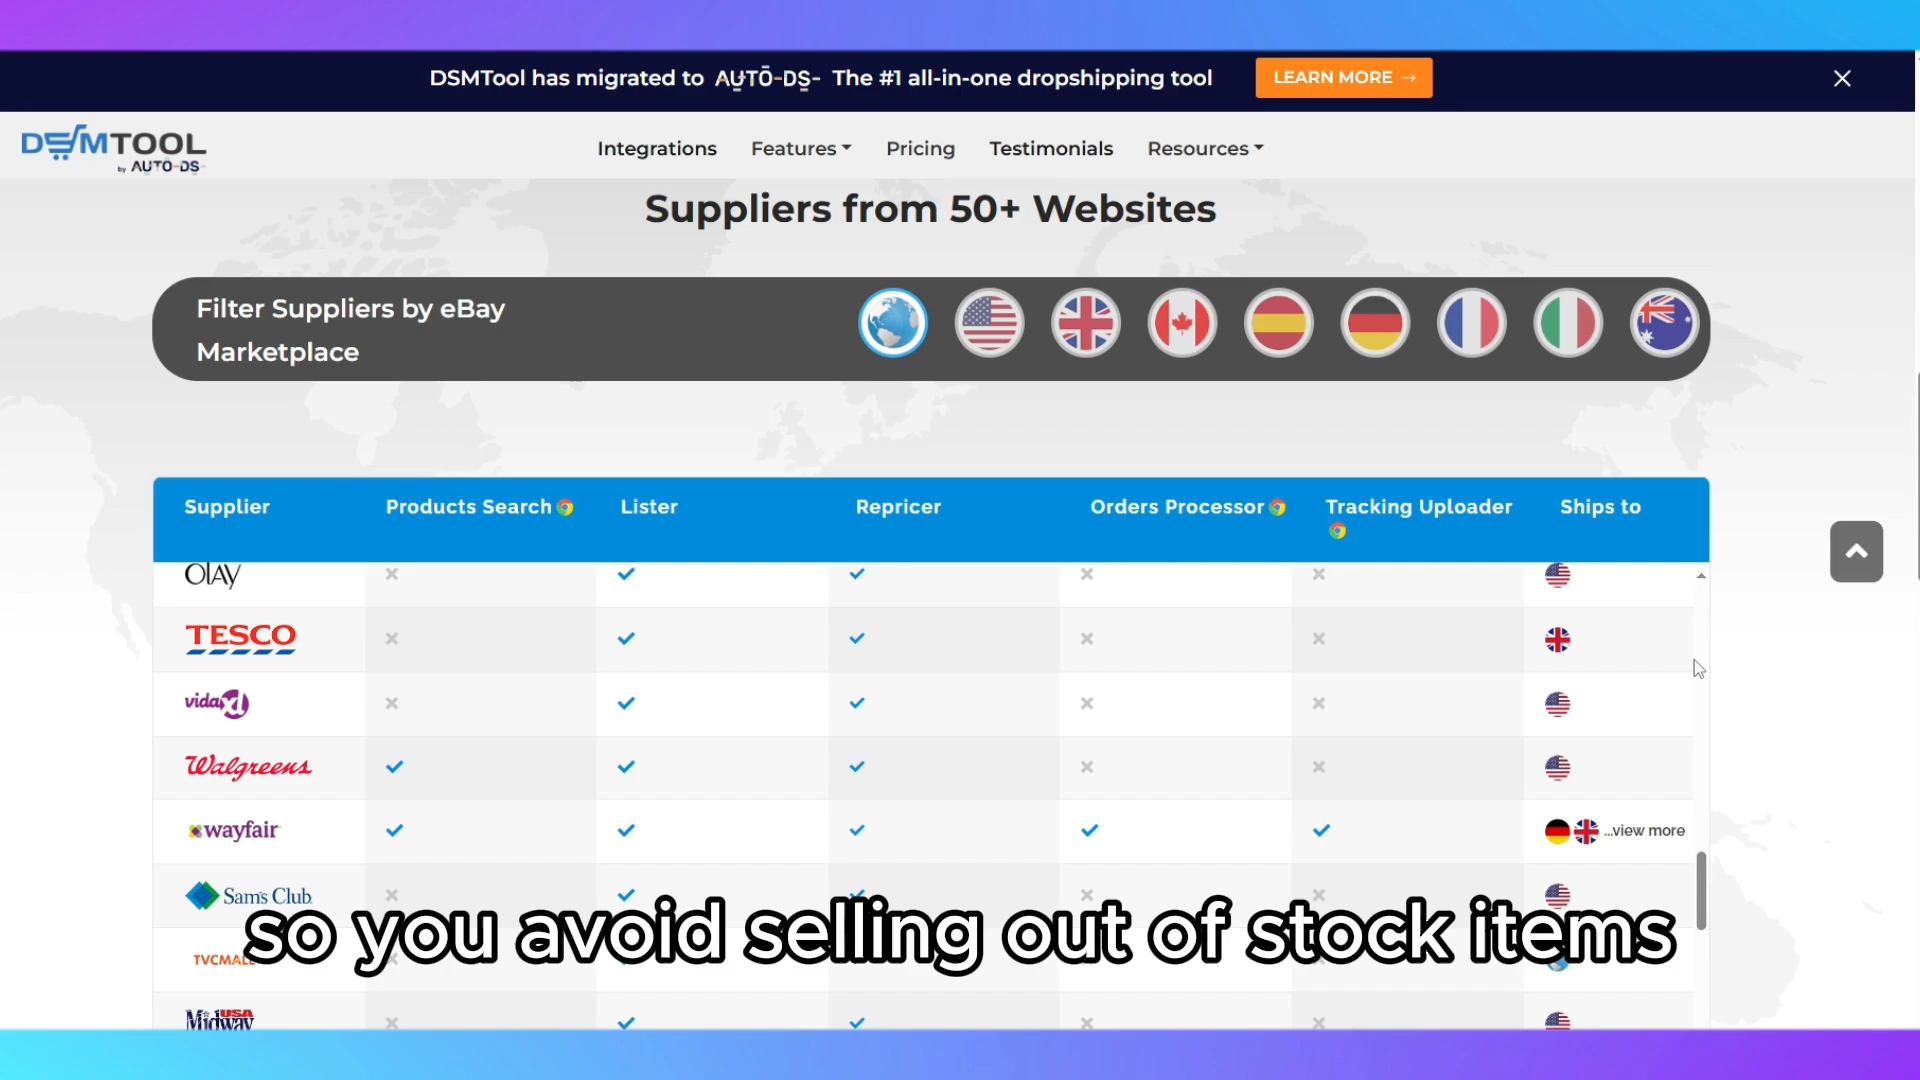 DSMTool has migrated to AUTO-DS- The #1 all-in-one dropshipping tool
LEARN MORE →
DSMTOOL
by AUTO-DS-
Integrations
Features
Pricing
Testimonials
Resources
Suppliers from 50+ Websites
Filter Suppliers by eBay
Marketplace
Supplier
Products Search
Lister
Repricer
Orders Processor
Tracking Uploader
Ships to
OLAY
TESCO
vidaXL
Walgreens
wayfair
...view more
Sam's Club
so you avoid selling out of stock items
TVCMALL
MidwayUSA